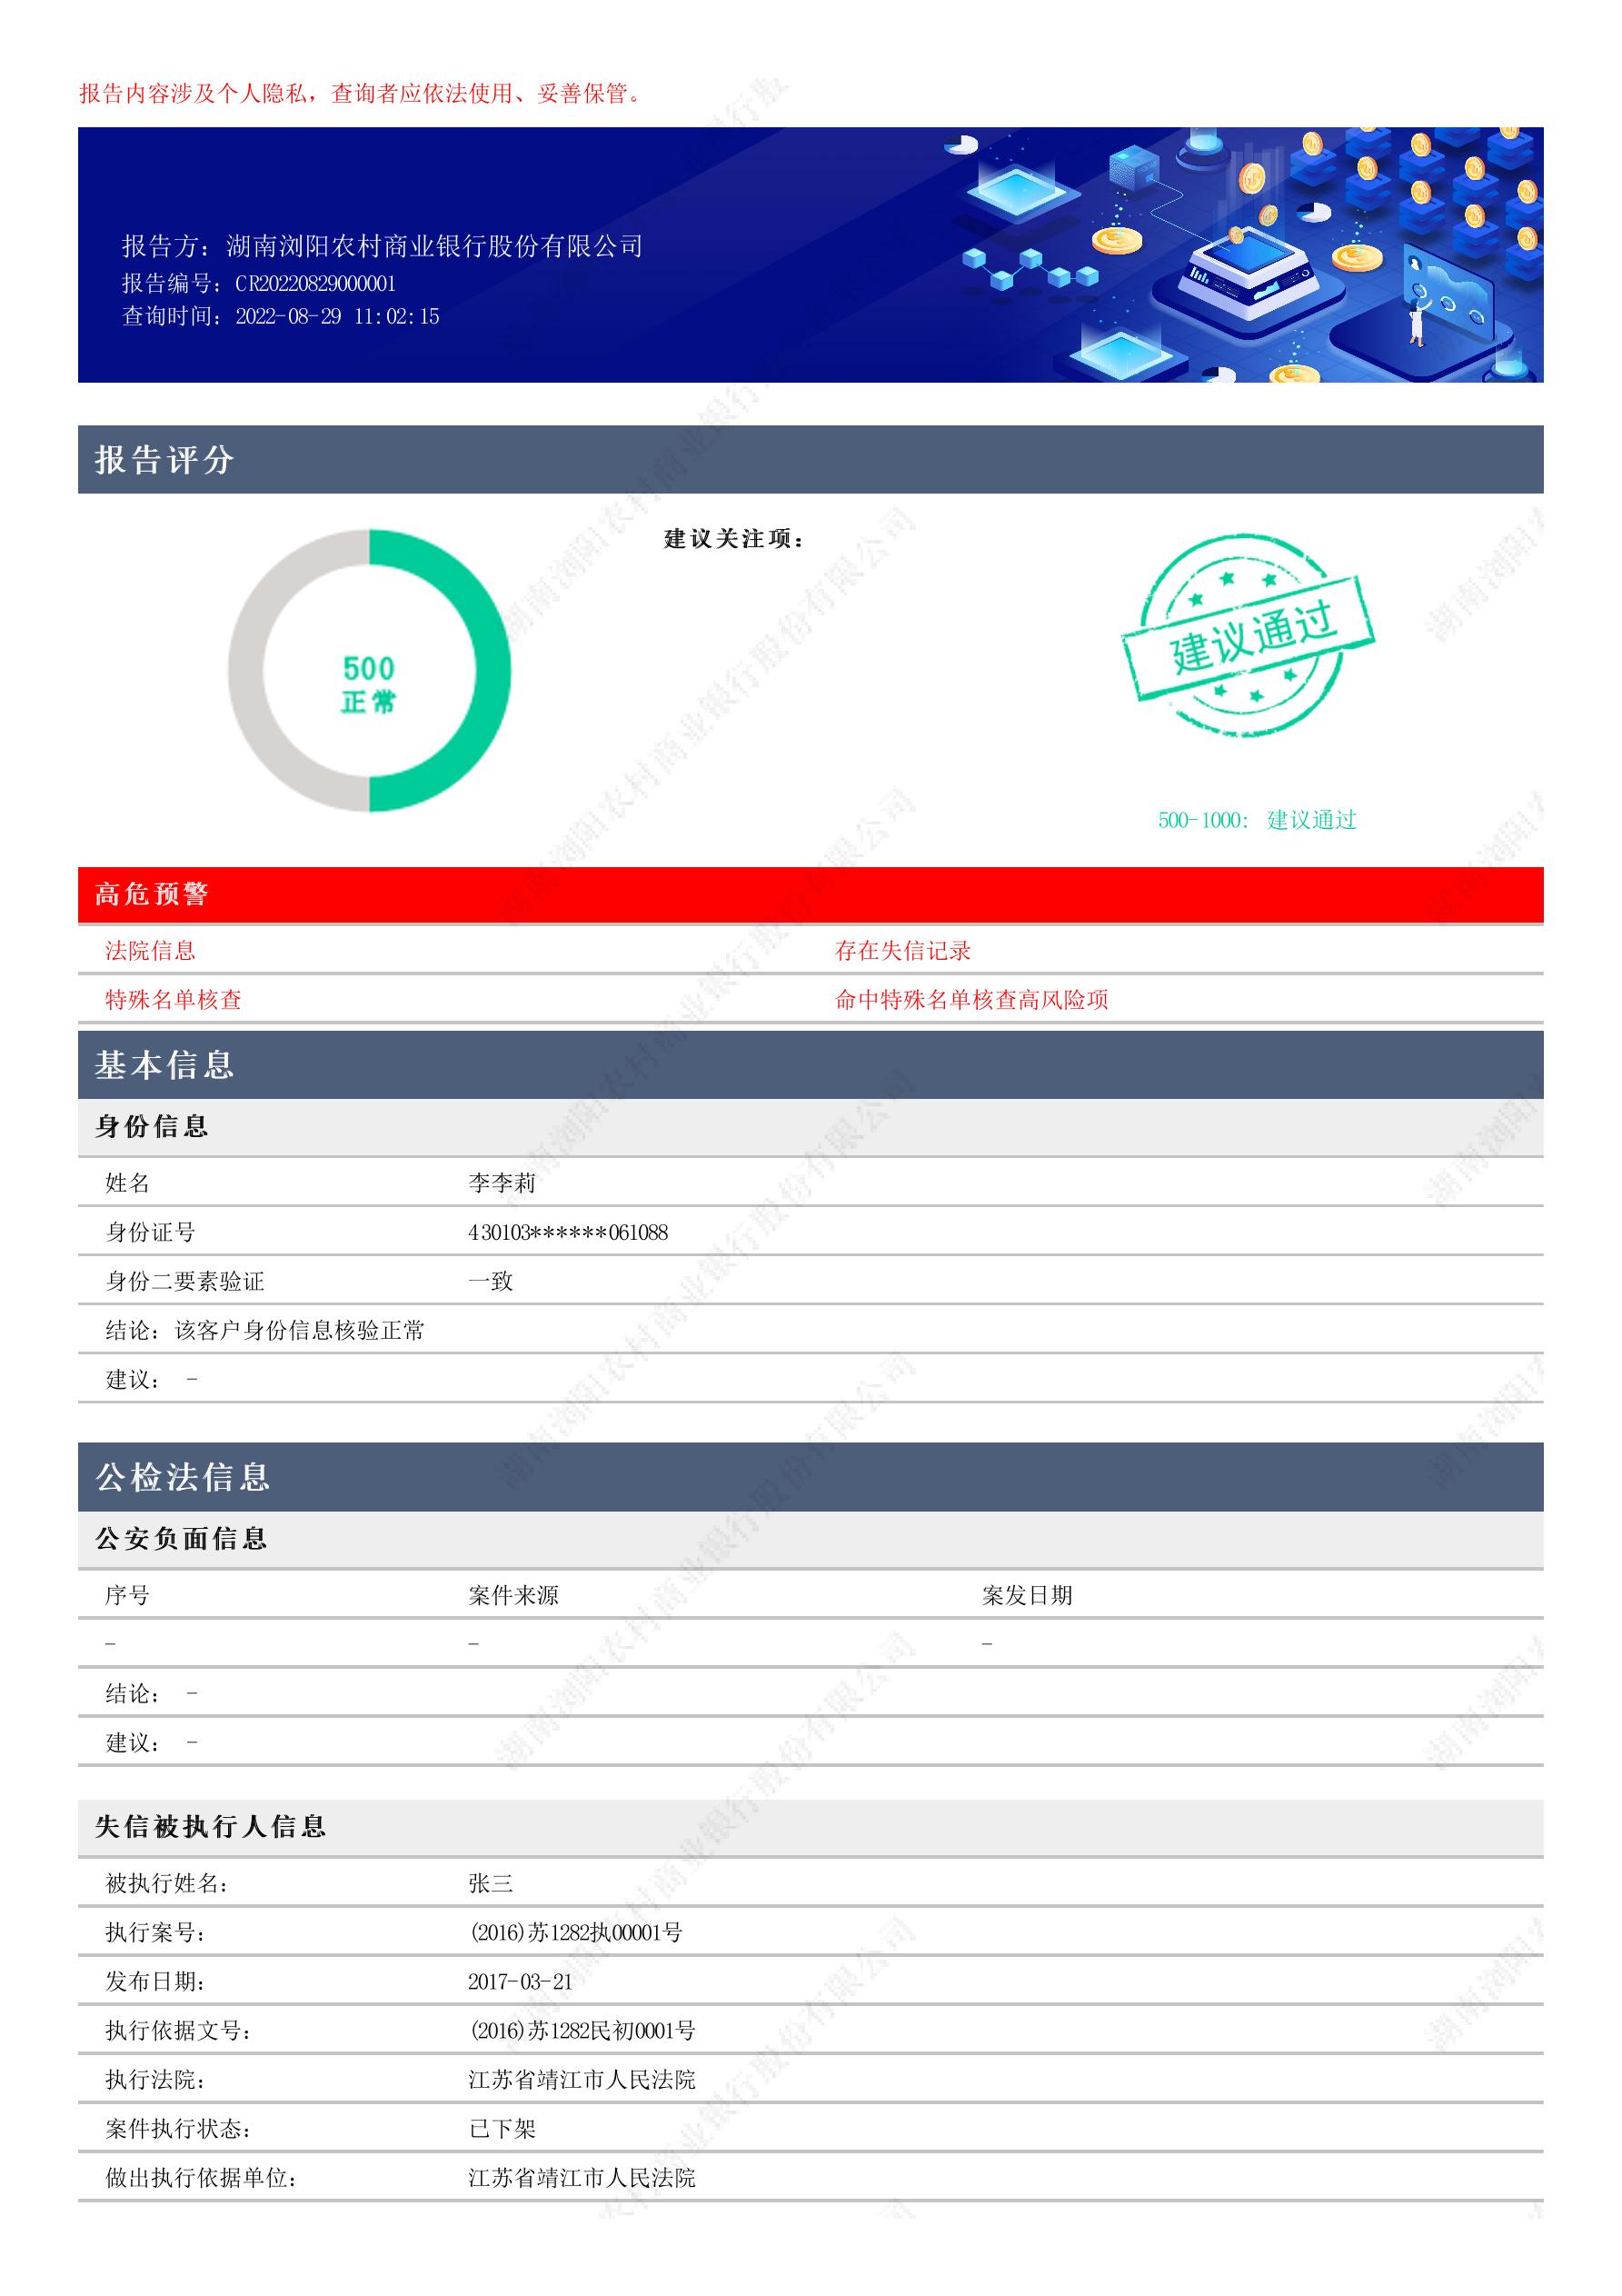 报告内容涉及个人隐私，查询者应依法使用、妥善保管。
报告方：湖南浏阳农村商业银行股份有限公司
报告编号：CR20220829000001
查询时间：2022-08-29 11:02:15
报告评分
建议关注项：
500
正常
建议通过
500-1000： 建议通过
高危预警
法院信息 存在失信记录
特殊名单核查 命中特殊名单核查高风险项
基本信息
身份信息
姓名 李李莉
身份证号 430103******061088
身份二要素验证 一致
结论：该客户身份信息核验正常
建议： -
公检法信息
公安负面信息
序号 案件来源 案发日期
- - -
结论： -
建议： -
失信被执行人信息
被执行姓名: 张三
执行案号: (2016)苏1282执00001号
发布日期: 2017-03-21
执行依据文号: (2016)苏1282民初0001号
执行法院: 江苏省靖江市人民法院
案件执行状态: 已下架
做出执行依据单位: 江苏省靖江市人民法院
湖南浏阳农村商业银行股份有限公司